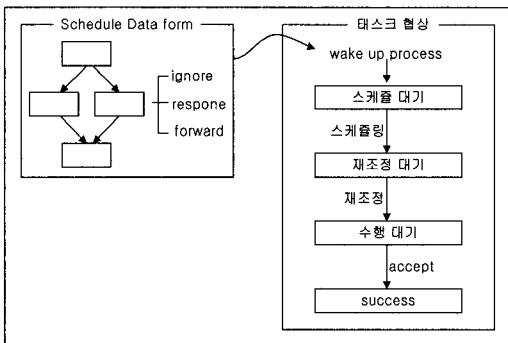 Schedule Data form
ignore
respone
forward
태스크 협상
wake up process
스케쥴 대기
스케쥴링
재조정 대기
재조정
수행 대기
accept
success